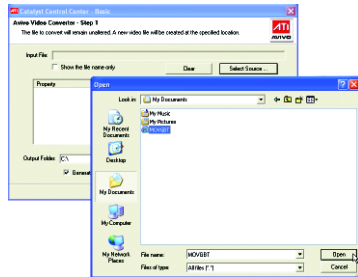 Catalyst Control Center - Basic
Avivo Video Converter - Step 1
The file to convert will remain unaltered. A new video file will be created at the specified location.
ATI
AVIVO
Input File
Show the file name only
Clear
Select Source ...
Property
Output Folder C:\
Open
Look in: My Documents
My Recent Documents
Desktop
My Documents
My Computer
My Network Places
My Music
My Pictures
MOVGBT
File name: MOVGBT
Open
Files of type: All files (*.*)
Cancel